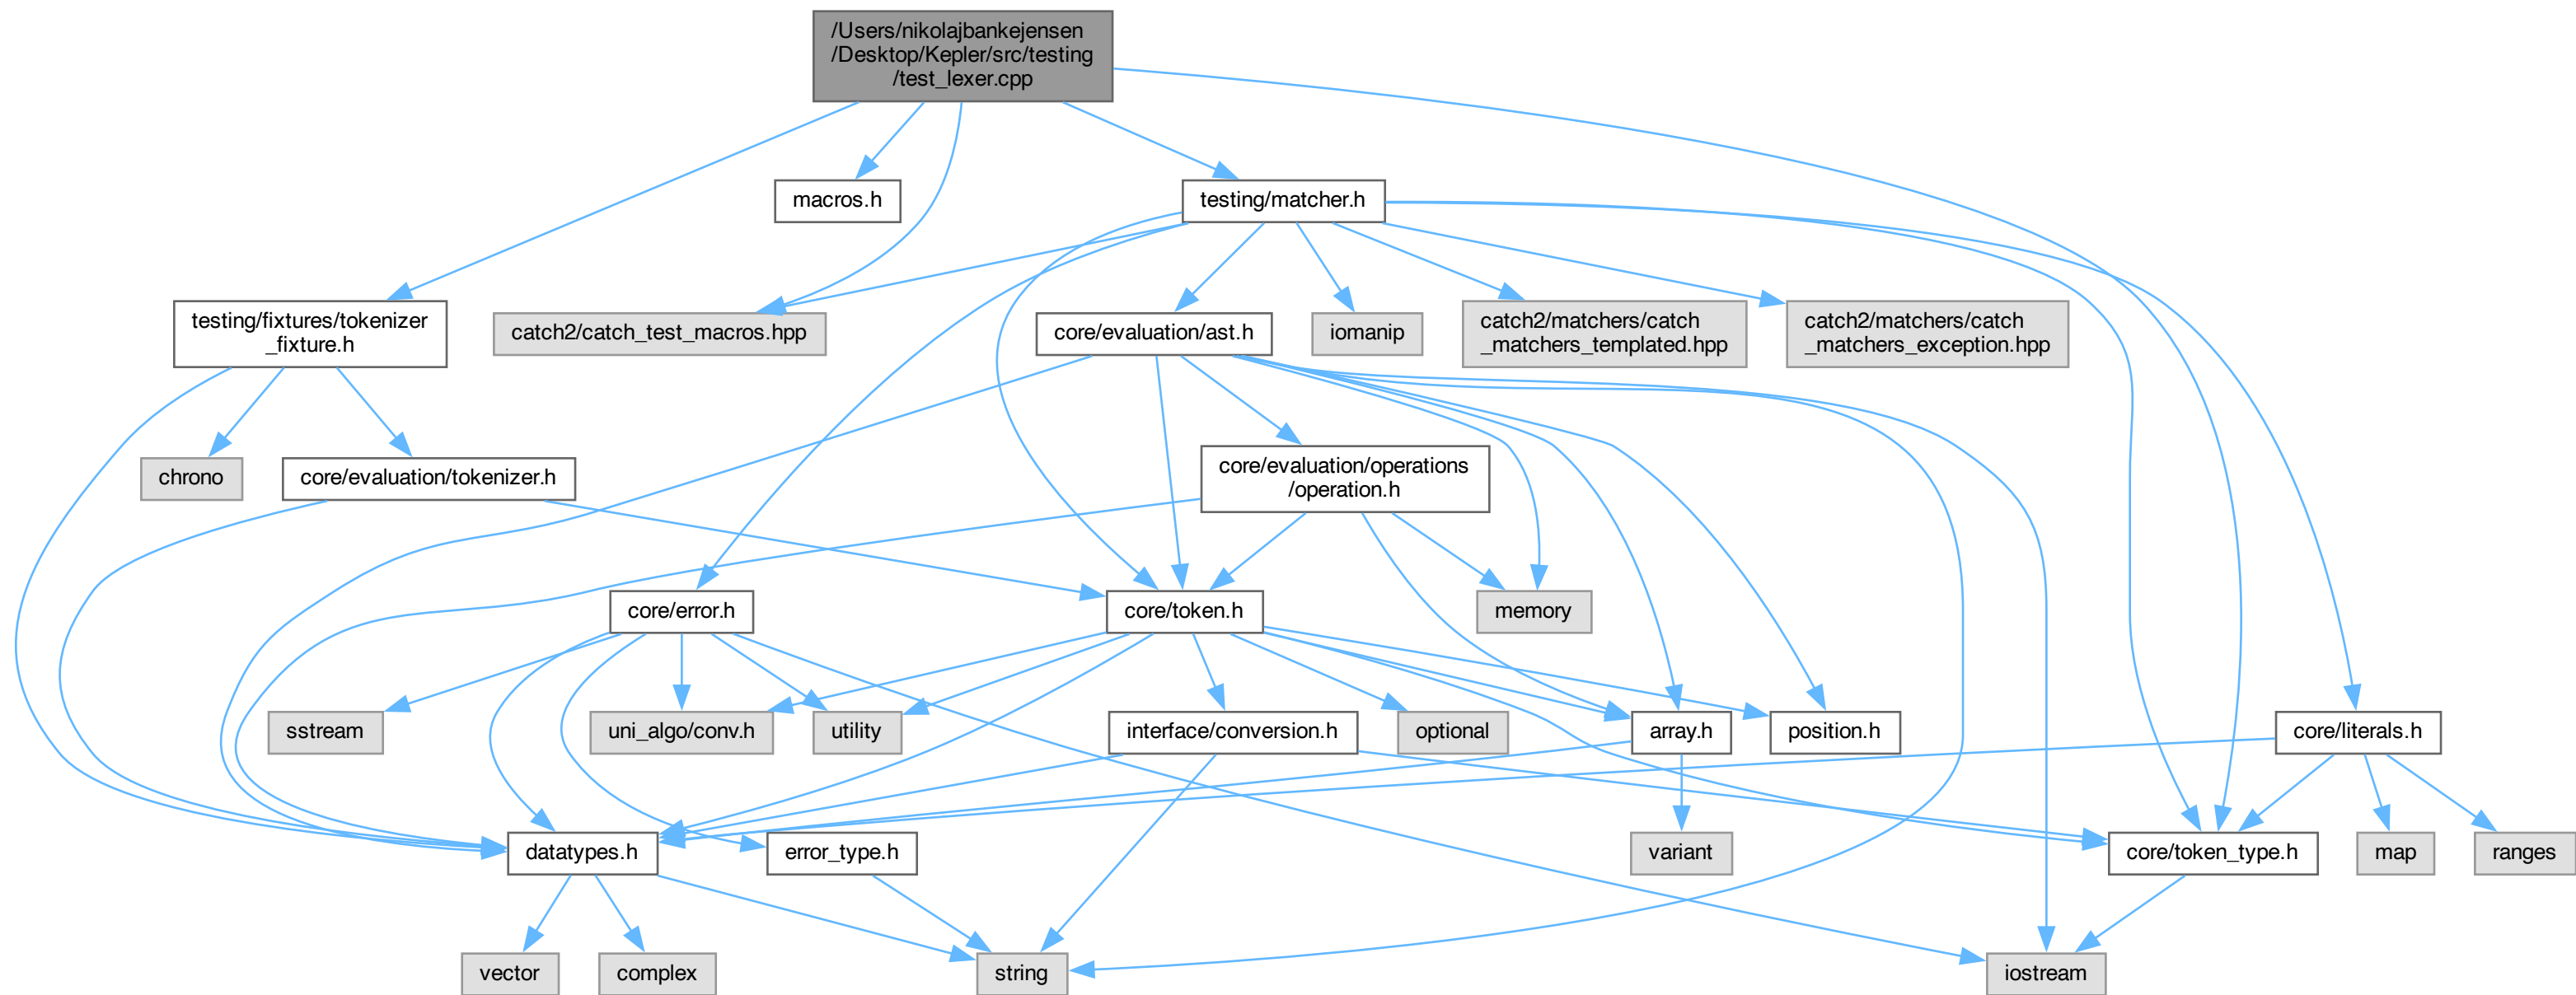 /Users/nikolajbankejensen
/Desktop/Kepler/src/testing
/test_lexer.cpp
macros.h
testing/matcher.h
testing/fixtures/tokenizer
_fixture.h
catch2/catch_test_macros.hpp
core/evaluation/ast.h
iomanip
catch2/matchers/catch
_matchers_templated.hpp
catch2/matchers/catch
_matchers_exception.hpp
chrono
core/evaluation/tokenizer.h
core/evaluation/operations
/operation.h
core/error.h
core/token.h
memory
sstream
uni_algo/conv.h
utility
interface/conversion.h
optional
array.h
position.h
core/literals.h
datatypes.h
error_type.h
variant
core/token_type.h
map
ranges
vector
complex
string
iostream